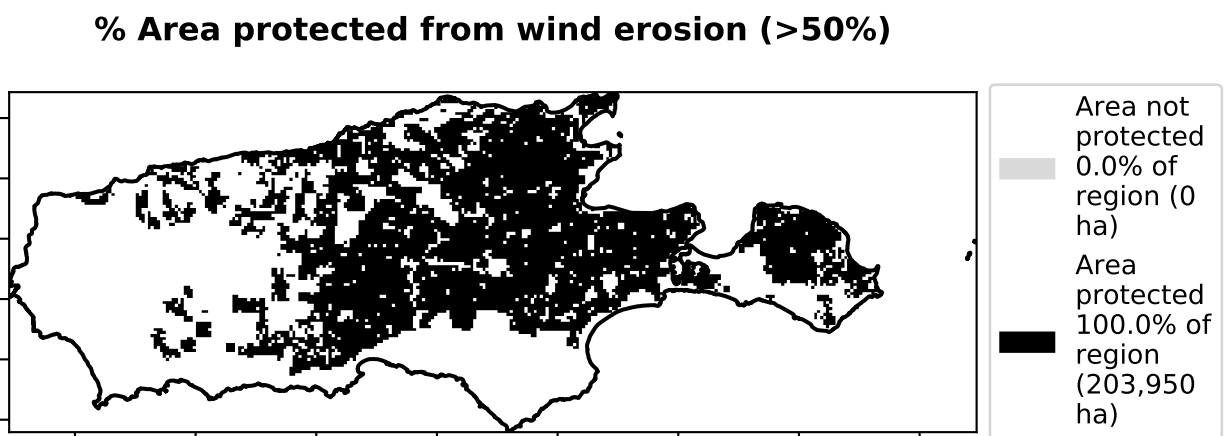 % Area protected from wind erosion (>50%)
Area not
protected
0.0% of
region (0
ha)
Area
protected
100.0% of
region
(203,950
ha)